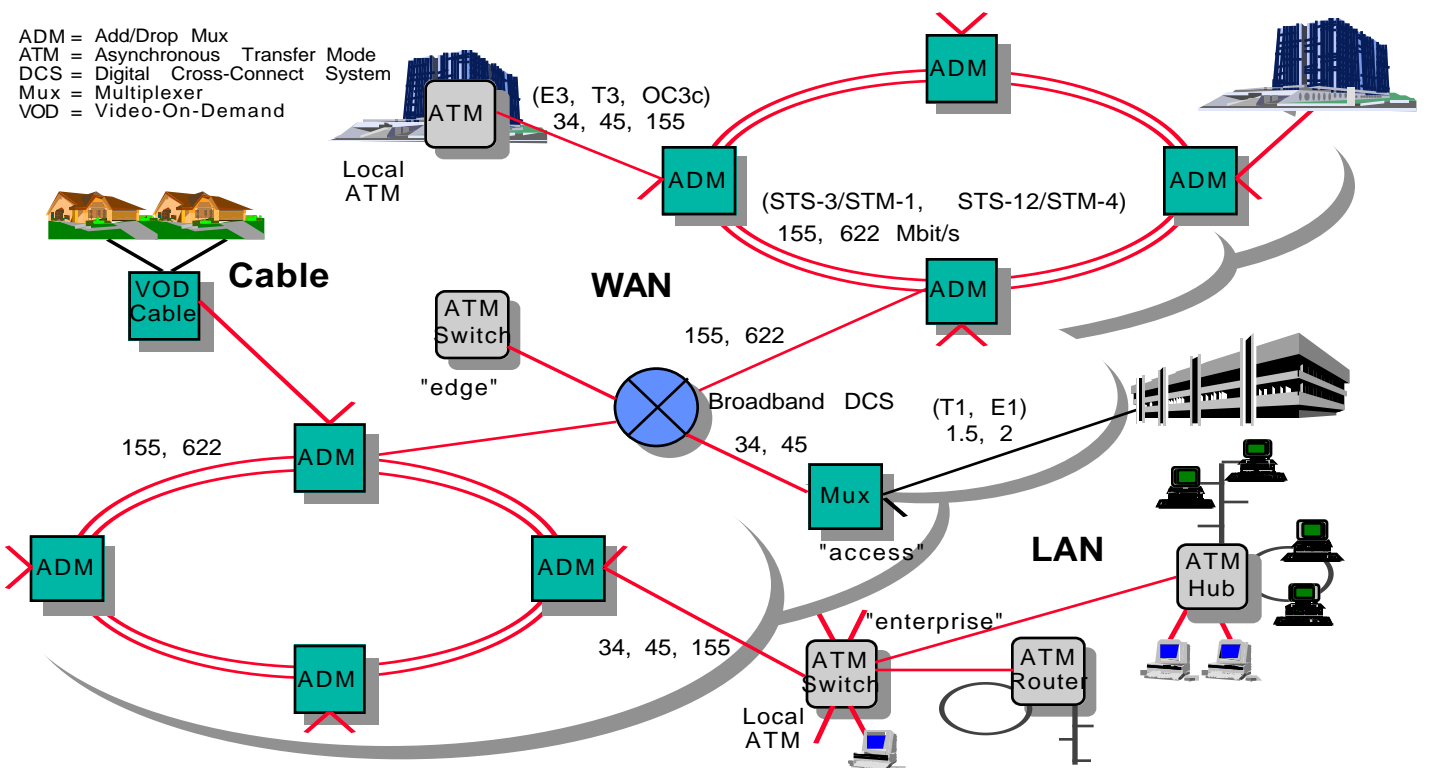 ADM = Add/Drop Mux
ATM = Asynchronous Transfer Mode
DCS = Digital Cross-Connect System
Mux = Multiplexer
VOD = Video-On-Demand
ATM
Local
ATM
(E3, T3, OC3c)
34, 45, 155
ADM
ADM
ADM
(STS-3/STM-1, STS-12/STM-4)
155, 622 Mbit/s
ADM
Cable
VOD
Cable
WAN
ATM
Switch
"edge"
155, 622
Broadband DCS
(T1, E1)
1.5, 2
34, 45
Mux
"access"
155, 622
ADM
ADM
ADM
ADM
34, 45, 155
LAN
ATM
Hub
"enterprise"
ATM
Switch
ATM
Router
Local
ATM